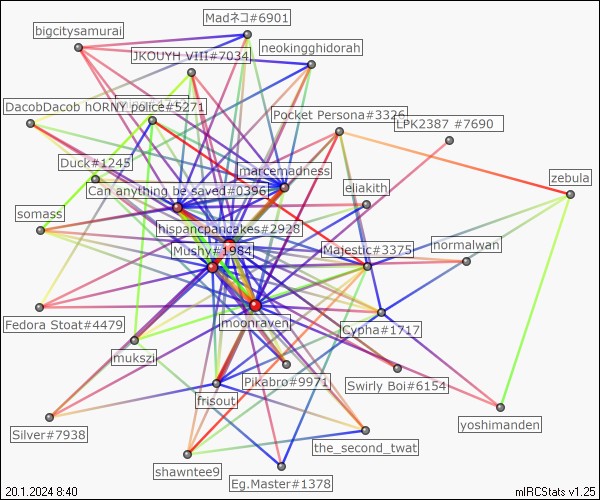 Madネコ#6901
bigcitysamurai
neokingghidorah
JKOUYH VIII#7034
DacobDacob hORNY police#5271
Pocket Persona#3326
LPK2387 #7690
Duck#1245
marcemadness
zebula
Can anything be saved#0396
eliakith
somass
hispancpancakes#2928
Mushy#1984
Majestic#3375
normalwan
Fedora Stoat#4479
moonraven
Cypha#1717
mukszi
Pikabro#9971
Swirly Boi#6154
frisout
yoshimanden
Silver#7938
the_second_twat
shawntee9
Eg.Master#1378
20.1.2024 8:40
mIRCStats v1.25